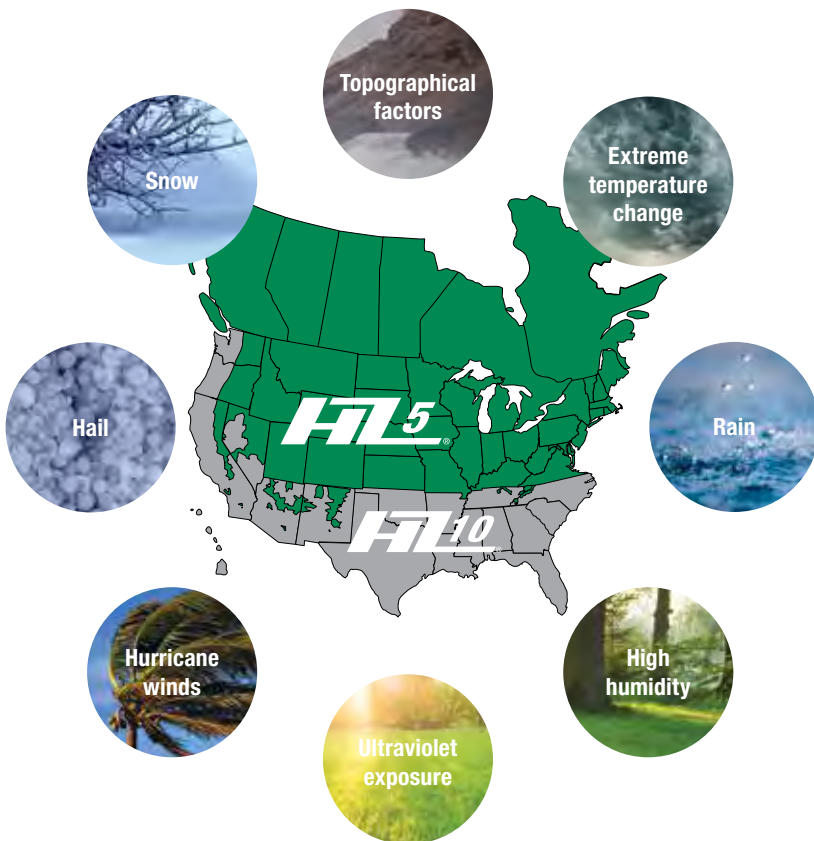 Topographical
factors
Snow
Extreme
temperature
change
HZ5®
Hail
Rain
HZ10®
Hurricane
winds
High
humidity
Ultraviolet
exposure